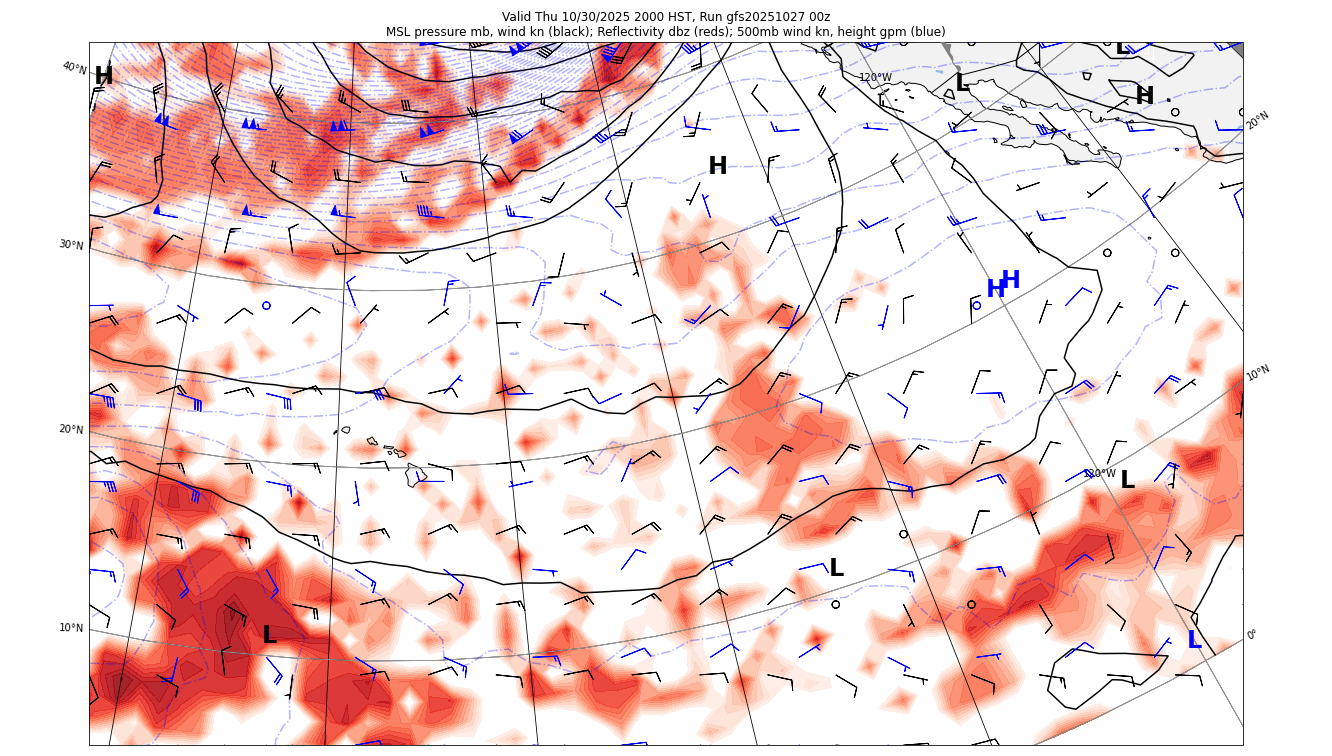 Valid Thu 10/30/2025 2000 HST, Run gfs20251027 00z
MSL pressure mb, wind kn (black); Reflectivity dbz (reds); 500mb wind kn, height gpm (blue)
L
40°N
H
120°W
L
H
20°N
H
30°N
H
H
10°N
20°N
120°W
L
L
10°N
L
0°
L